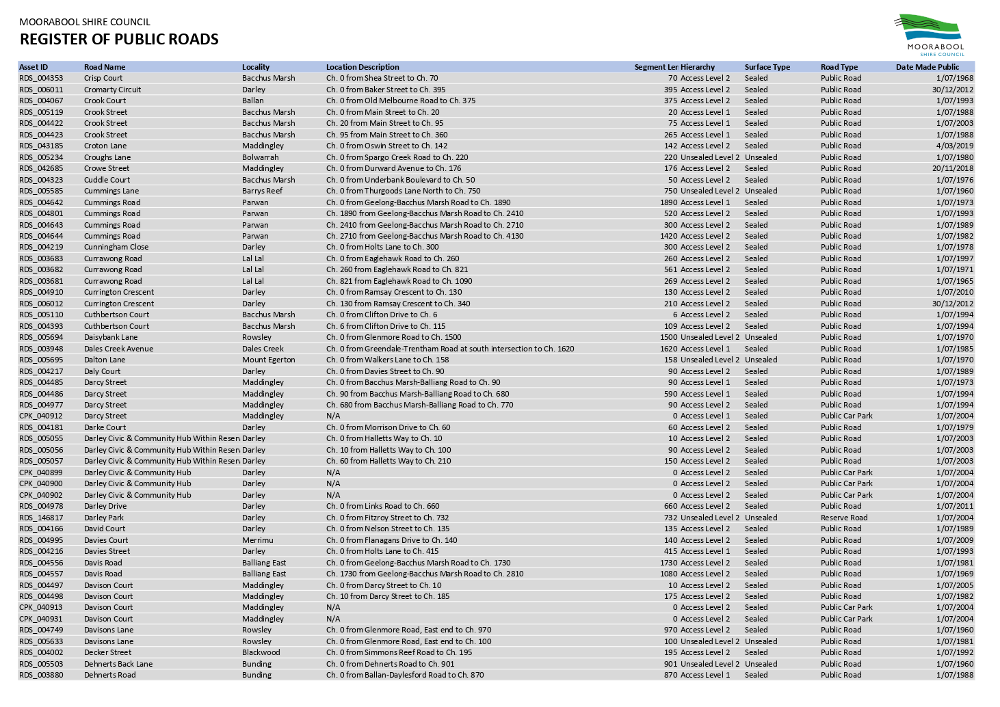 MOORABOOL SHIRE COUNCIL
REGISTER OF PUBLIC ROADS
MOORABOOL
SHIRE COUNCIL
Asset ID Road Name Locality Location Description Segment Len Hierarchy Surface Type Road Type Date Made Public
RDS_004353 Crisp Court Bacchus Marsh Ch. 0 from Shea Street to Ch. 70 70 Access Level 2 Sealed Public Road 1/07/1968
RDS_006011 Cromarty Circuit Darley Ch. 0 from Baker Street to Ch. 395 395 Access Level 2 Sealed Public Road 30/12/2012
RDS_004067 Crook Court Ballan Ch. 0 from Old Melbourne Road to Ch. 375 375 Access Level 2 Sealed Public Road 1/07/1993
RDS_005119 Crook Street Bacchus Marsh Ch. 0 from Main Street to Ch. 20 20 Access Level 1 Sealed Public Road 1/07/1988
RDS_004422 Crook Street Bacchus Marsh Ch. 20 from Main Street to Ch. 95 75 Access Level 1 Sealed Public Road 1/07/2003
RDS_004423 Crook Street Bacchus Marsh Ch. 95 from Main Street to Ch. 360 265 Access Level 1 Sealed Public Road 1/07/1988
RDS_043185 Croton Lane Maddingley Ch. 0 from Oswin Street to Ch. 142 142 Access Level 2 Sealed Public Road 4/03/2019
RDS_005234 Croughs Lane Bolwarrah Ch. 0 from Spargo Creek Road to Ch. 220 220 Unsealed Level 2 Unsealed Public Road 1/07/1980
RDS_042685 Crowe Street Maddingley Ch. 0 from Durward Avenue to Ch. 176 176 Access Level 2 Sealed Public Road 20/11/2018
RDS_004323 Cuddle Court Bacchus Marsh Ch. 0 from Underbank Boulevard to Ch. 50 50 Access Level 2 Sealed Public Road 1/07/1976
RDS_005585 Cummings Lane Barrys Reef Ch. 0 from Thurgoods Lane North to Ch. 750 750 Unsealed Level 2 Unsealed Public Road 1/07/1960
RDS_004642 Cummings Road Parwan Ch. 0 from Geelong-Bacchus Marsh Road to Ch. 1890 1890 Access Level 1 Sealed Public Road 1/07/1973
RDS_004801 Cummings Road Parwan Ch. 1890 from Geelong-Bacchus Marsh Road to Ch. 2410 520 Access Level 2 Sealed Public Road 1/07/1993
RDS_004643 Cummings Road Parwan Ch. 2410 from Geelong-Bacchus Marsh Road to Ch. 2710 300 Access Level 2 Sealed Public Road 1/07/1989
RDS_004644 Cummings Road Parwan Ch. 2710 from Geelong-Bacchus Marsh Road to Ch. 4130 1420 Access Level 2 Sealed Public Road 1/07/1982
RDS_004219 Cunningham Close Darley Ch. 0 from Holts Lane to Ch. 300 300 Access Level 2 Sealed Public Road 1/07/1978
RDS_003683 Currawong Road Lal Lal Ch. 0 from Eaglehawk Road to Ch. 260 260 Access Level 2 Sealed Public Road 1/07/1997
RDS_003682 Currawong Road Lal Lal Ch. 260 from Eaglehawk Road to Ch. 821 561 Access Level 2 Sealed Public Road 1/07/1971
RDS_003681 Currawong Road Lal Lal Ch. 821 from Eaglehawk Road to Ch. 1090 269 Access Level 2 Sealed Public Road 1/07/1965
RDS_004910 Currington Crescent Darley Ch. 0 from Ramsay Crescent to Ch. 130 130 Access Level 2 Sealed Public Road 1/07/2010
RDS_006012 Currington Crescent Darley Ch. 130 from Ramsay Crescent to Ch. 340 210 Access Level 2 Sealed Public Road 30/12/2012
RDS_005110 Cuthbertson Court Bacchus Marsh Ch. 0 from Clifton Drive to Ch. 6 6 Access Level 2 Sealed Public Road 1/07/1994
RDS_004393 Cuthbertson Court Bacchus Marsh Ch. 6 from Clifton Drive to Ch. 115 109 Access Level 2 Sealed Public Road 1/07/1994
RDS_005694 Daisybank Lane Rowsley Ch. 0 from Glenmore Road to Ch. 1500 1500 Unsealed Level 2 Unsealed Public Road 1/07/1970
RDS_003948 Dales Creek Avenue Dales Creek Ch. 0 from Greendale-Trentham Road at south intersection to Ch. 1620 1620 Access Level 1 Sealed Public Road 1/07/1985
RDS_005695 Dalton Lane Mount Egerton Ch. 0 from Walkers Lane to Ch. 158 158 Unsealed Level 2 Unsealed Public Road 1/07/1970
RDS_004217 Daly Court Darley Ch. 0 from Davies Street to Ch. 90 90 Access Level 2 Sealed Public Road 1/07/1989
RDS_004485 Darcy Street Maddingley Ch. 0 from Bacchus Marsh-Balliang Road to Ch. 90 90 Access Level 1 Sealed Public Road 1/07/1973
RDS_004486 Darcy Street Maddingley Ch. 90 from Bacchus Marsh-Balliang Road to Ch. 680 590 Access Level 1 Sealed Public Road 1/07/1994
RDS_004977 Darcy Street Maddingley Ch. 680 from Bacchus Marsh-Balliang Road to Ch. 770 90 Access Level 2 Sealed Public Road 1/07/1994
CPK_040912 Darcy Street Maddingley N/A 0 Access Level 1 Sealed Public Car Park 1/07/2004
RDS_004181 Darke Court Darley Ch. 0 from Morrison Drive to Ch. 60 60 Access Level 2 Sealed Public Road 1/07/1979
RDS_005055 Darley Civic & Community Hub Within Reserv Darley Ch. 0 from Halletts Way to Ch. 10 10 Access Level 2 Sealed Public Road 1/07/2003
RDS_005056 Darley Civic & Community Hub Within Reserv Darley Ch. 10 from Halletts Way to Ch. 100 90 Access Level 2 Sealed Public Road 1/07/2003
RDS_005057 Darley Civic & Community Hub Within Reserv Darley Ch. 60 from Halletts Way to Ch. 210 150 Access Level 2 Sealed Public Road 1/07/2003
CPK_040899 Darley Civic & Community Hub Darley N/A 0 Access Level 2 Sealed Public Car Park 1/07/2004
CPK_040900 Darley Civic & Community Hub Darley N/A 0 Access Level 2 Sealed Public Car Park 1/07/2004
CPK_040902 Darley Civic & Community Hub Darley N/A 0 Access Level 2 Sealed Public Car Park 1/07/2004
RDS_004978 Darley Drive Darley Ch. 0 from Links Road to Ch. 660 660 Access Level 2 Sealed Public Road 1/07/2011
RDS_146817 Darley Park Darley Ch. 0 from Fitzroy Street to Ch. 732 732 Unsealed Level 2 Unsealed Reserve Road 1/07/2004
RDS_004166 David Court Darley Ch. 0 from Nelson Street to Ch. 135 135 Access Level 2 Sealed Public Road 1/07/1989
RDS_004995 Davies Court Merrimu Ch. 0 from Flanagans Drive to Ch. 140 140 Access Level 2 Sealed Public Road 1/07/2009
RDS_004216 Davies Street Darley Ch. 0 from Holts Lane to Ch. 415 415 Access Level 1 Sealed Public Road 1/07/1993
RDS_004556 Davis Road Balliang East Ch. 0 from Geelong-Bacchus Marsh Road to Ch. 1730 1730 Access Level 2 Sealed Public Road 1/07/1981
RDS_004557 Davis Road Balliang East Ch. 1730 from Geelong-Bacchus Marsh Road to Ch. 2810 1080 Access Level 2 Sealed Public Road 1/07/1969
RDS_004497 Davison Court Maddingley Ch. 0 from Darcy Street to Ch. 10 10 Access Level 2 Sealed Public Road 1/07/2005
RDS_004498 Davison Court Maddingley Ch. 10 from Darcy Street to Ch. 185 175 Access Level 2 Sealed Public Road 1/07/1982
CPK_040913 Davison Court Maddingley N/A 0 Access Level 2 Sealed Public Car Park 1/07/2004
CPK_040931 Davison Court Maddingley N/A 0 Access Level 2 Sealed Public Car Park 1/07/2004
RDS_004749 Davisons Lane Rowsley Ch. 0 from Glenmore Road, East end to Ch. 970 970 Access Level 2 Sealed Public Road 1/07/1960
RDS_005633 Davisons Lane Rowsley Ch. 0 from Glenmore Road, East end to Ch. 100 100 Unsealed Level 2 Unsealed Public Road 1/07/1981
RDS_004002 Decker Street Blackwood Ch. 0 from Simmons Reef Road to Ch. 195 195 Access Level 2 Sealed Public Road 1/07/1992
RDS_005503 Dehnerts Back Lane Bunding Ch. 0 from Dehnerts Road to Ch. 901 901 Unsealed Level 2 Unsealed Public Road 1/07/1960
RDS_003880 Dehnerts Road Bunding Ch. 0 from Ballan-Daylesford Road to Ch. 870 870 Access Level 1 Sealed Public Road 1/07/1988